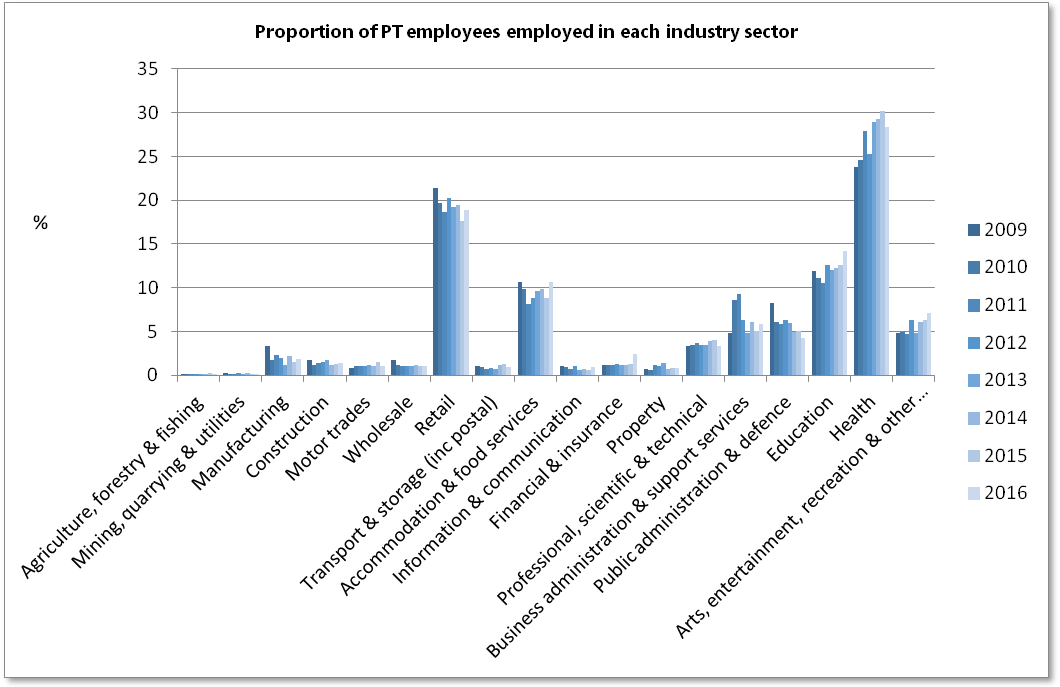 Proportion of PT employees employed in each industry sector
35
30
25
20
15
10
5
0
%
Agriculture, forestry & fishing
Mining, quarrying & utilities
Manufacturing
Construction
Motor trades
Wholesale
Retail
Transport & storage (inc postal)
Accommodation & food services
Information & communication
Financial & insurance
Property
Professional, scientific & technical
Business administration & support services
Public administration & defence
Education
Health
Arts, entertainment, recreation & other...
2009
2010
2011
2012
2013
2014
2015
2016